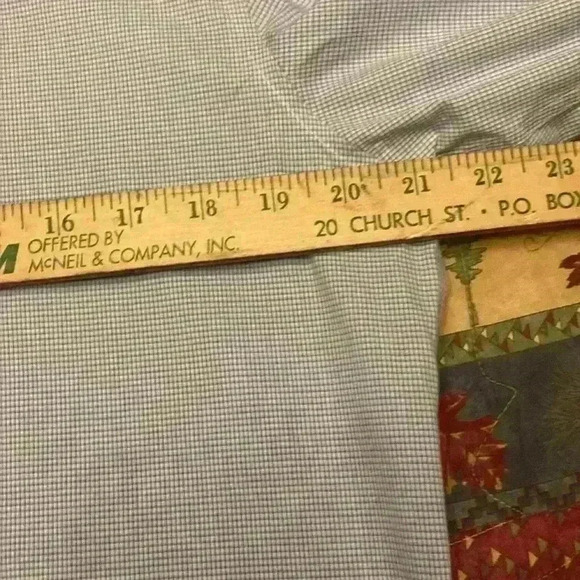 16 17 18 19 20 21 22 23
M OFFERED BY
McNEIL & COMPANY, INC.
20 CHURCH ST. • P.O. BOX